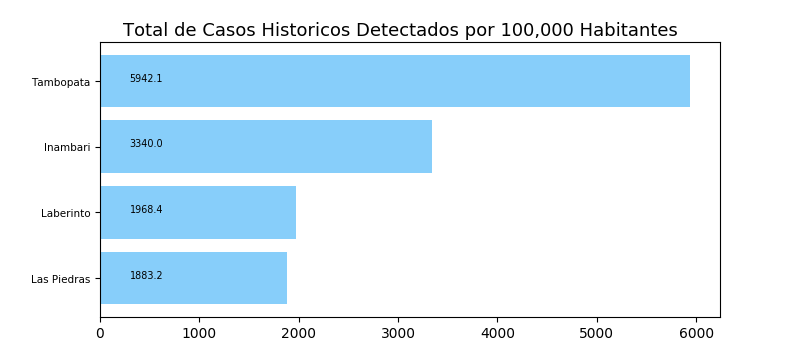 Total de Casos Historicos Detectados por 100,000 Habitantes
Tambopata 5942.1
Inambari 3340.0
Laberinto 1968.4
Las Piedras 1883.2
0 1000 2000 3000 4000 5000 6000